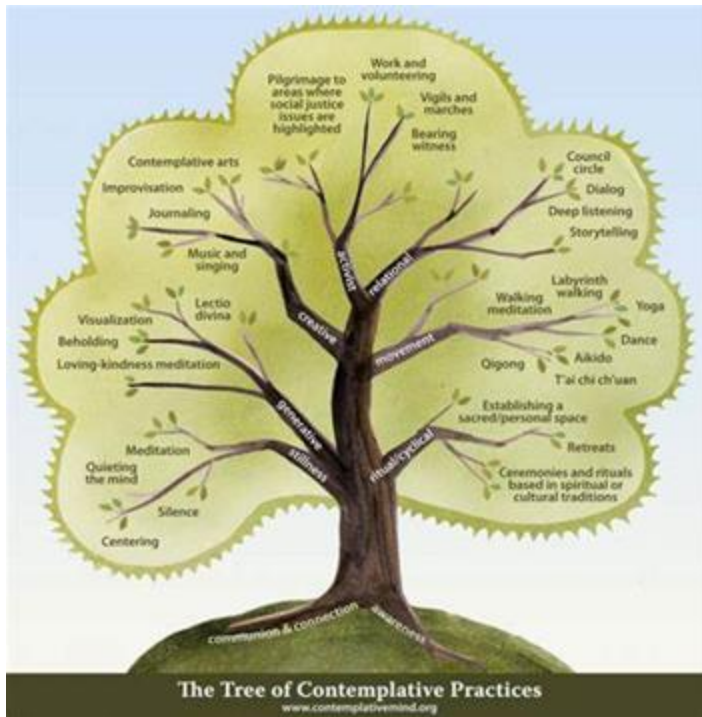 Work and
volunteering
Pilgrimage to
areas where
social justice
issues are
highlighted
Vigils and
marches
Bearing
witness
Contemplative arts
Improvisation
Journaling
Music and
singing
Council
circle
Dialog
Deep listening
Storytelling
activist
relational
creative
movement
Walking
meditation
Labyrinth
walking
Yoga
Dance
Aikido
Qigong
T'ai chi ch'uan
Lectio
divina
Visualization
Beholding
Loving-kindness meditation
generative
stillness
ritual/cyclical
Establishing a
sacred/personal space
Retreats
Ceremonies and rituals
based in spiritual or
cultural traditions
Meditation
Quieting
the mind
Silence
Centering
communion & connection
awareness
The Tree of Contemplative Practices
www.contemplativemind.org